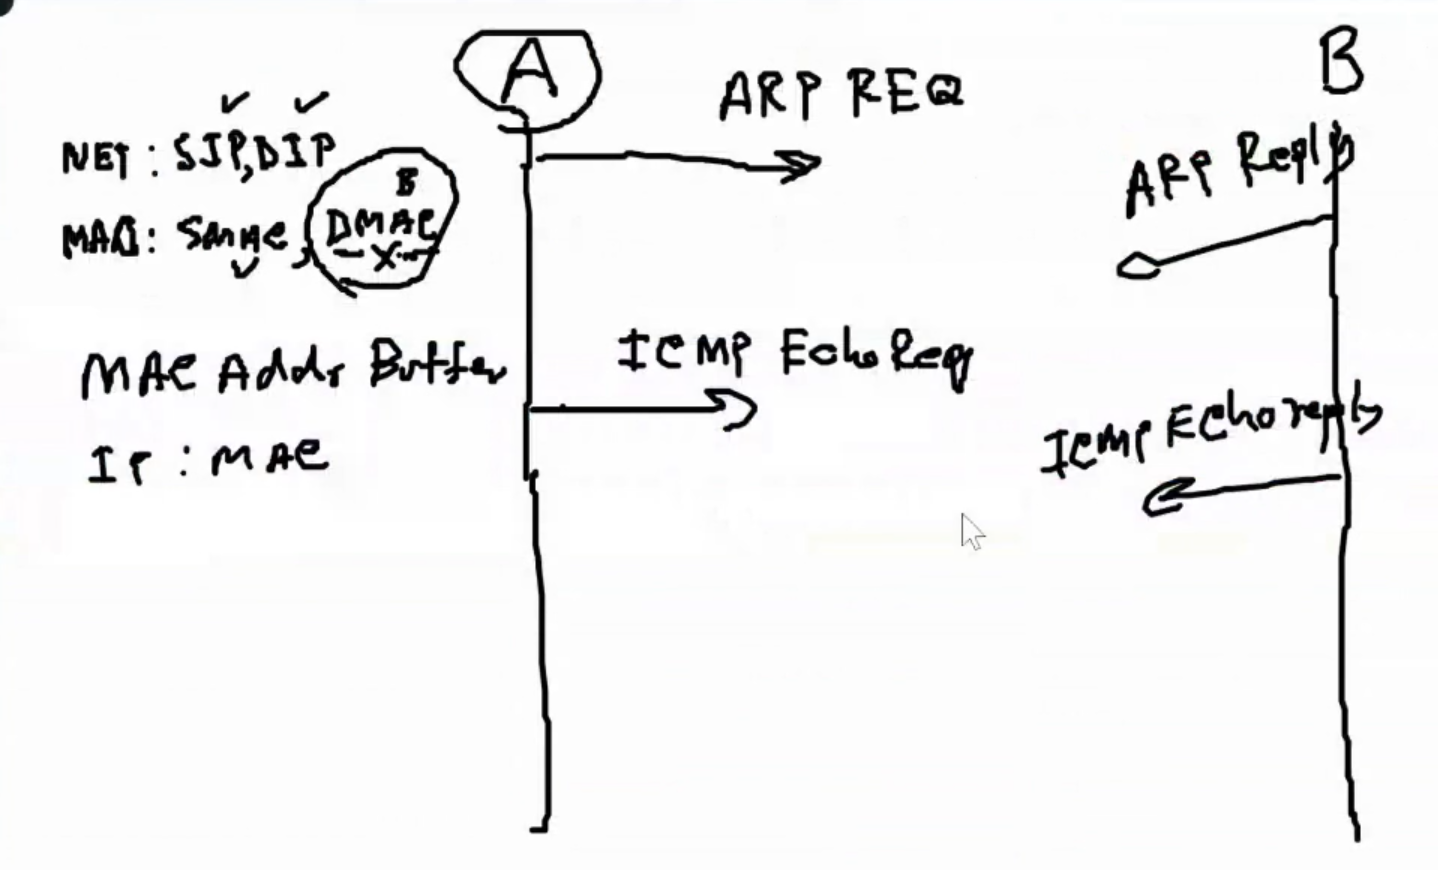 A
B
ARP REQ
ARP Reply
NET : SIP, DIP
B
MAC : Smac, DMAC
X
ICMP Echo Req
MAC Addr Buffer
ICMP Echo reply
IP : MAC